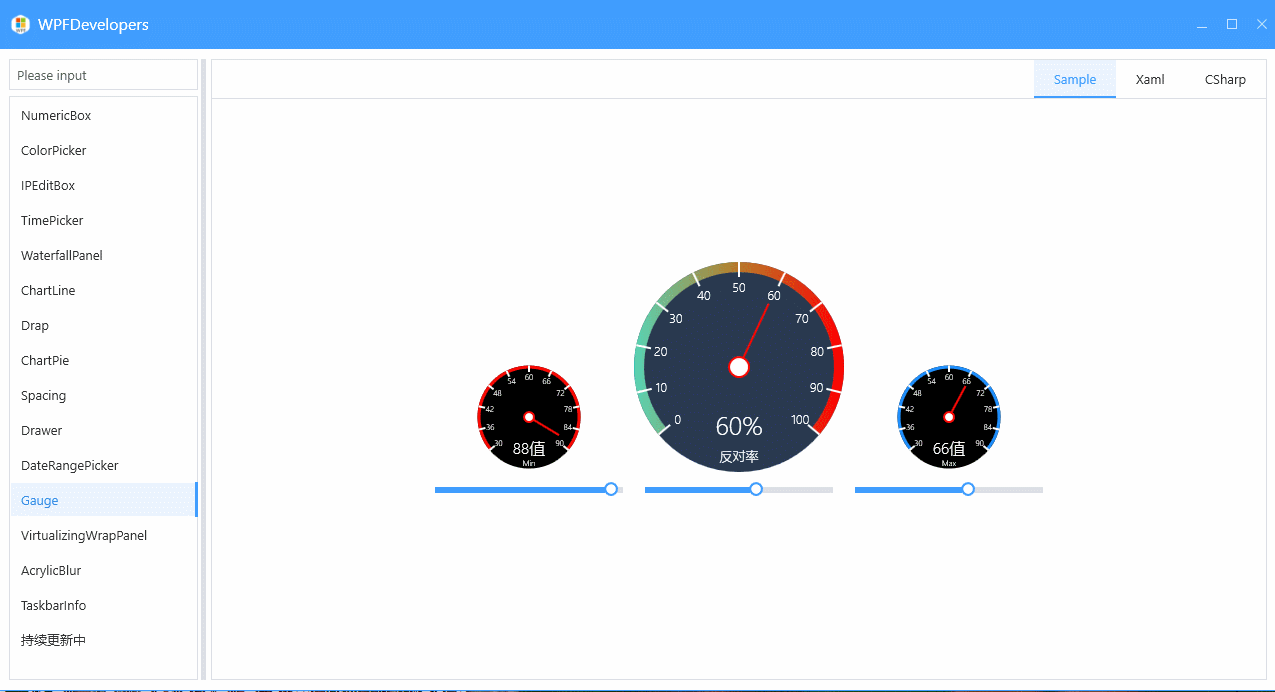 WPFDevelopers
Please input
NumericBox
ColorPicker
IPEditBox
TimePicker
WaterfallPanel
ChartLine
Drap
ChartPie
Spacing
Drawer
DateRangePicker
Gauge
VirtualizingWrapPanel
AcrylicBlur
TaskbarInfo
持续更新中
Sample Xaml CSharp
30 36 42 48 54 60 66 72 78 84 90
88值
Min
0 10 20 30 40 50 60 70 80 90 100
60%
反对率
30 36 42 48 54 60 66 72 78 84 90
66值
Max